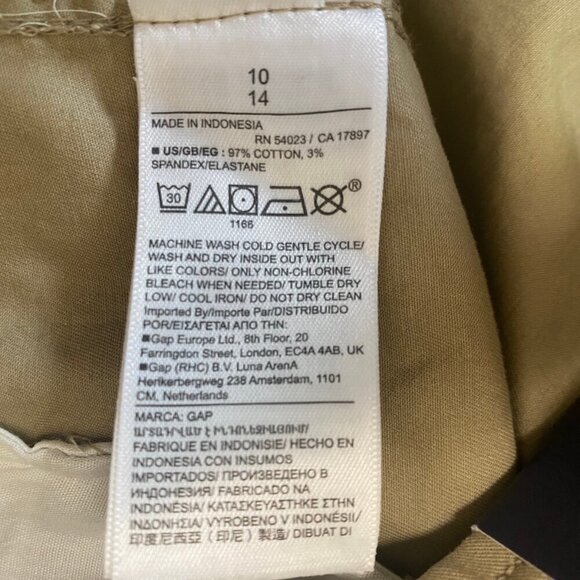 10
14
MADE IN INDONESIA
RN 54023 / CA 17897
■ US/GB/EG : 97% COTTON, 3%
SPANDEX/ELASTANE
30
®
1166
MACHINE WASH COLD GENTLE CYCLE/
WASH AND DRY INSIDE OUT WITH
LIKE COLORS/ ONLY NON-CHLORINE
BLEACH WHEN NEEDED/ TUMBLE DRY
LOW/ COOL IRON/ DO NOT DRY CLEAN
Imported By/Importe Par/DISTRIBUIDO
POR/ΕΙΣΑΓΕΤΑΙ ΑΠΟ ΤΗΝ:
■Gap Europe Ltd., 8th Floor, 20
Farringdon Street, London, EC4A 4AB, UK
■Gap (RHC) B.V. Luna ArenA
Herikerbergweg 238 Amsterdam, 1101
CM, Netherlands
MARCA: GAP
ԱՐՏԱԴՐՎԱԾ Է ԻՆԴՈՆԵԶԻԱՅՈՒՄ/
FABRIQUE EN INDONISIE/ HECHO EN
INDONESIA CON INSUMOS
IMPORTADOS/ ПРОИЗВЕДЕНО В
ИНДОНЕЗИЯ/ FABRICADO NA
INDONÉSIA/ ΚΑΤΑΣΚΕΥΑΣΤΗΚΕ ΣΤΗΝ
ΙΝΔΟΝΗΣΙΑ/ VYROBENO V INDONÉSII/
印度尼西亞（印尼）製造/ DIBUAT DI